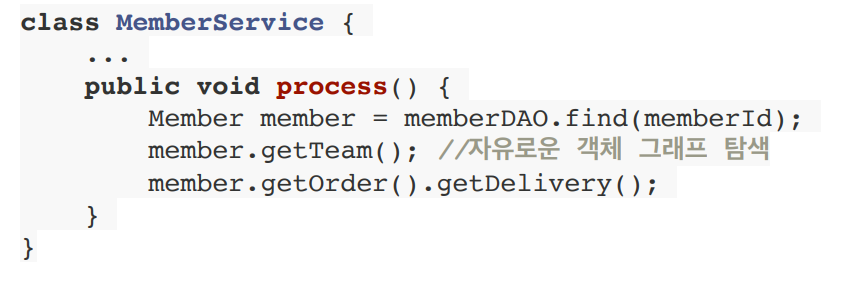 class MemberService {
    ...
    public void process() {
        Member member = memberDAO.find(memberId);
        member.getTeam(); //자유로운 객체 그래프 탐색
        member.getOrder().getDelivery();
    }
}